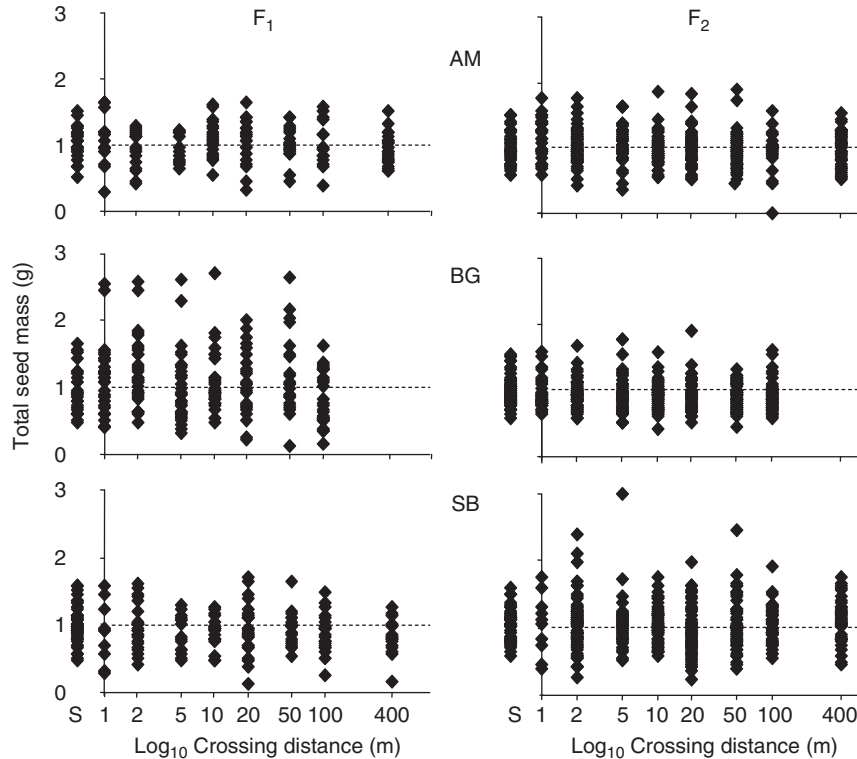 F₁ F₂
3
2
1
0
AM
3
2
1
0
BG
Total seed mass (g)
3
2
1
0
SB
S 1 2 5 10 20 50 100 400 S 1 2 5 10 20 50 100 400
Log₁₀ Crossing distance (m) Log₁₀ Crossing distance (m)